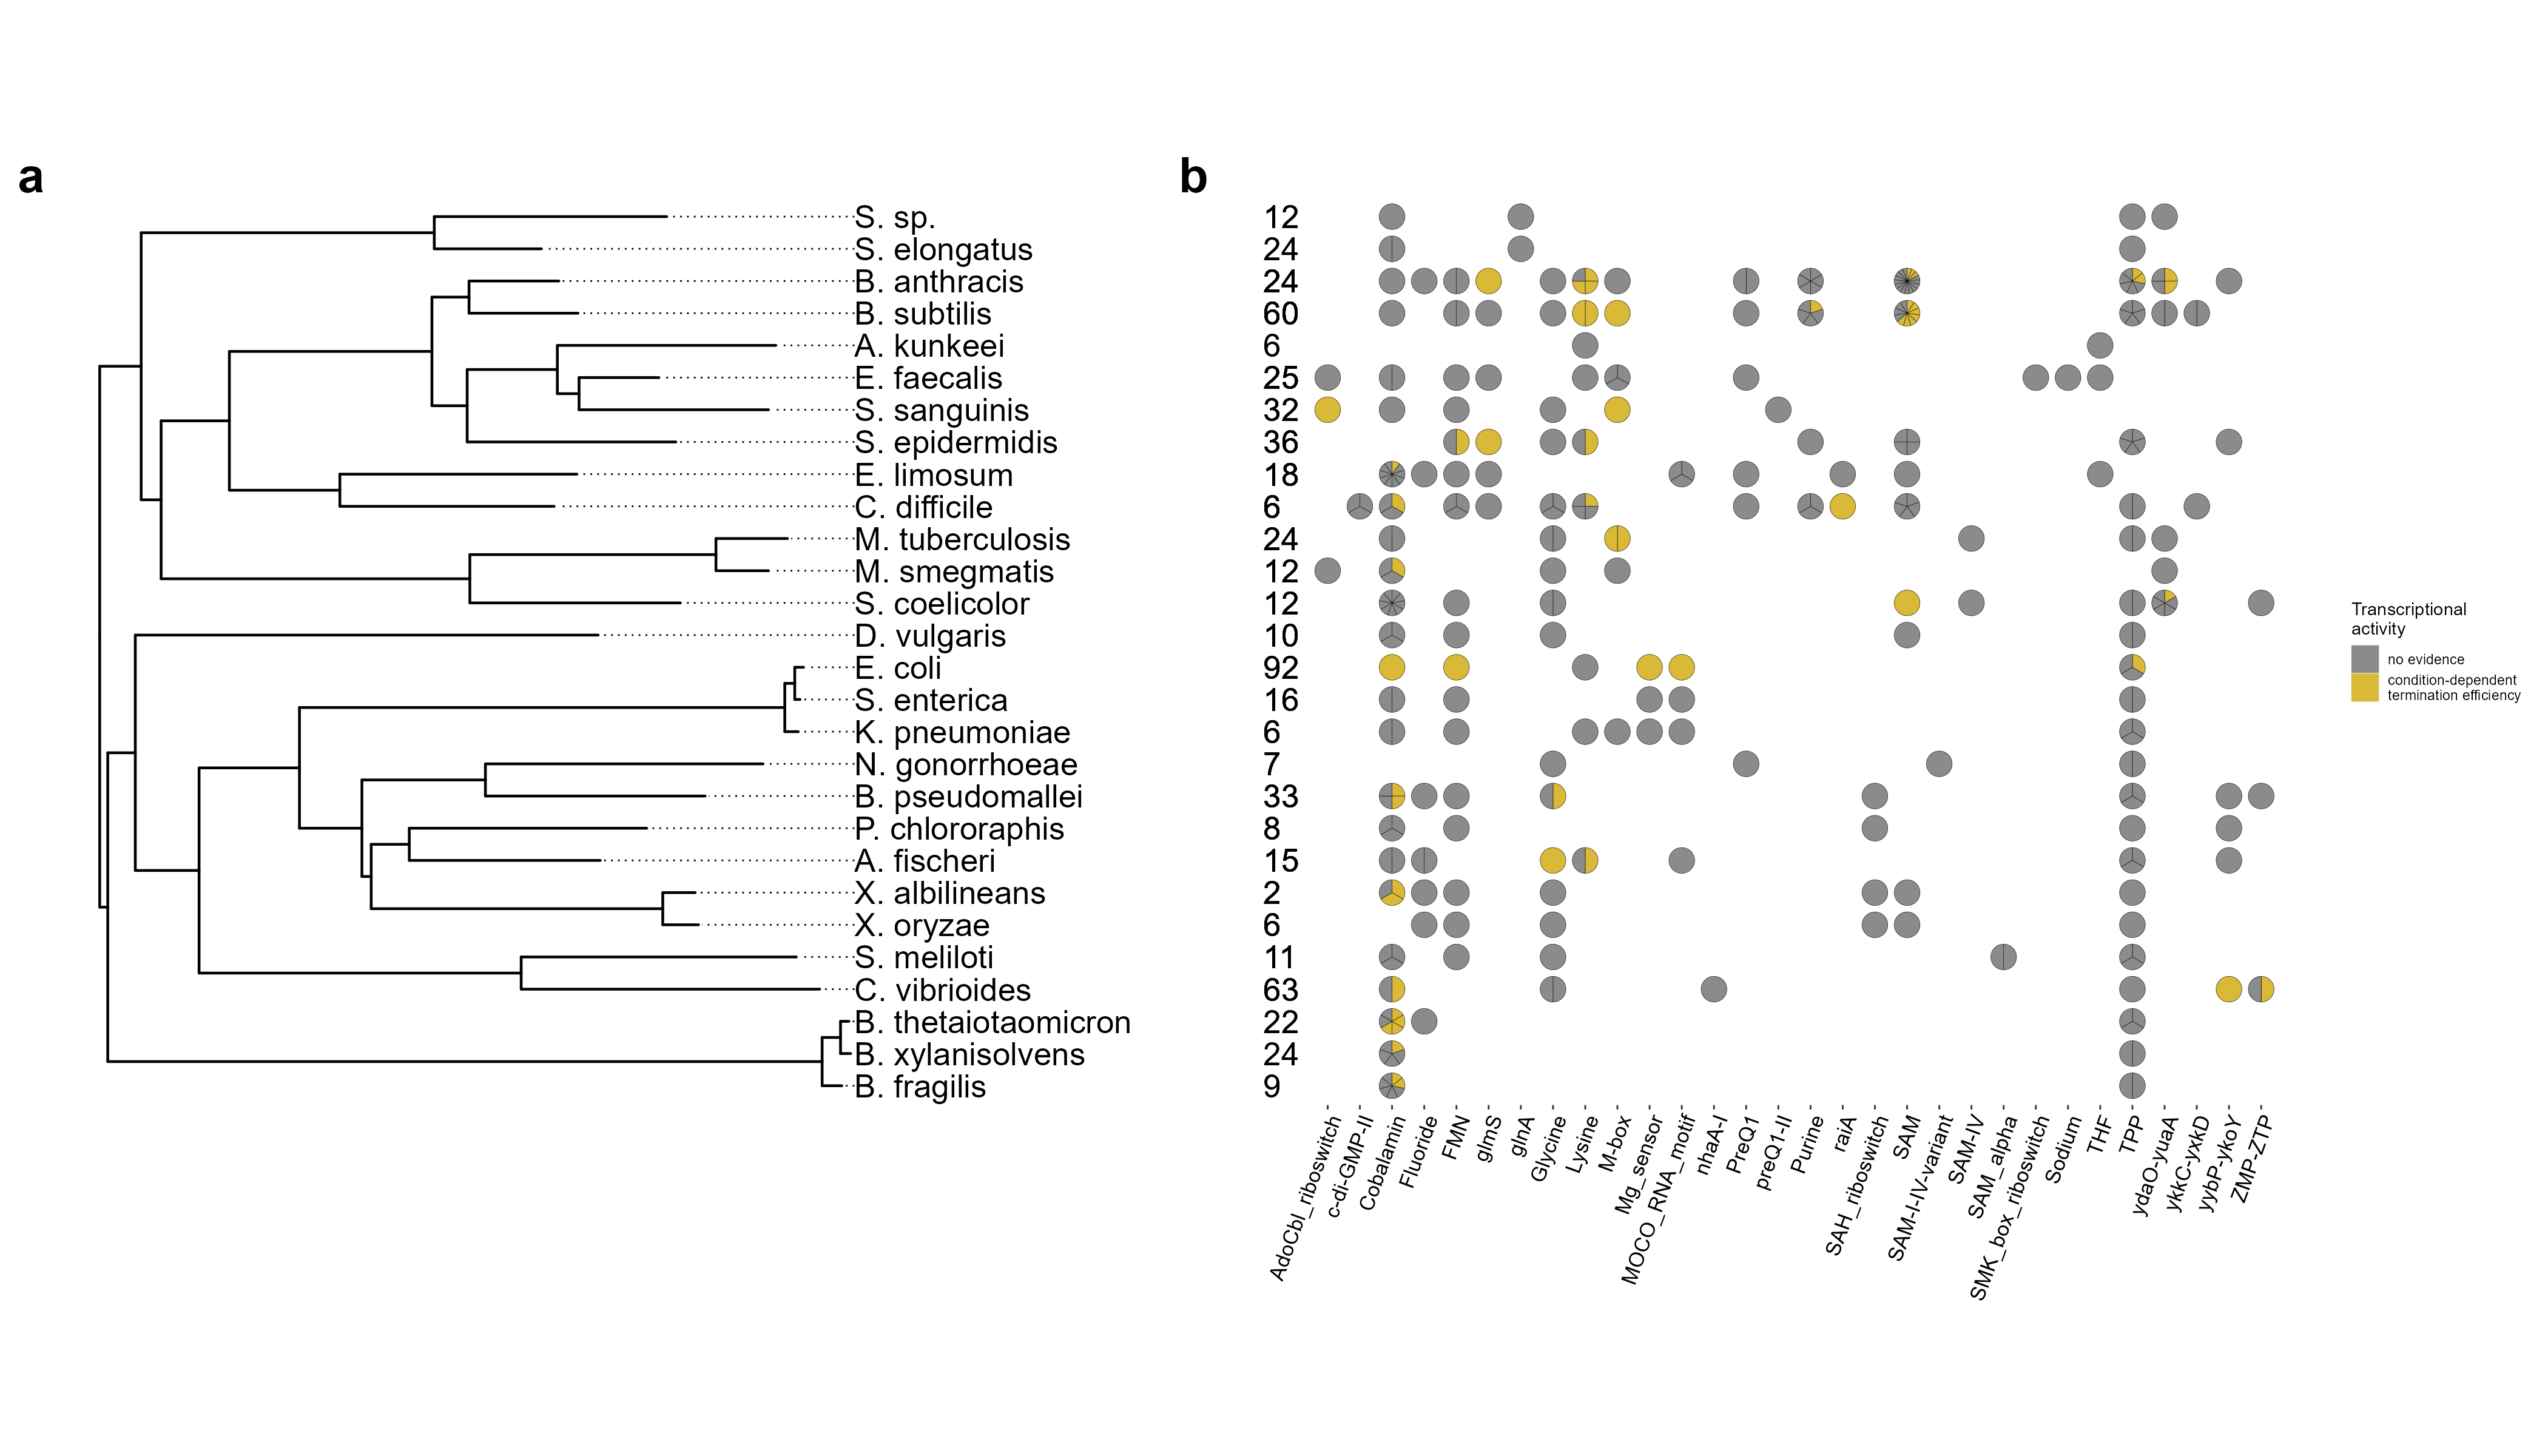 a
b
S. sp. 12
S. elongatus 24
B. anthracis 24
B. subtilis 60
A. kunkeei 6
E. faecalis 25
S. sanguinis 32
S. epidermidis 36
E. limosum 18
C. difficile 6
M. tuberculosis 24
M. smegmatis 12
S. coelicolor 12
D. vulgaris 10
E. coli 92
S. enterica 16
K. pneumoniae 6
N. gonorrhoeae 7
B. pseudomallei 33
P. chlororaphis 8
A. fischeri 15
X. albilineans 2
X. oryzae 6
S. meliloti 11
C. vibrioides 63
B. thetaiotaomicron 22
B. xylanisolvens 24
B. fragilis 9
AdoCbl_riboswitch
c-di-GMP-II
Cobalamin
Fluoride
FMN
glmS
glnA
Glycine
Lysine
M-box
Mg_sensor
MOCO_RNA_motif
nhaA-I
PreQ1
preQ1-II
Purine
raiA
SAH_riboswitch
SAM
SAM-I-IV-variant
SAM-IV
SAM_alpha
SMK_box_riboswitch
Sodium
THF
TPP
ydaO-yuaA
ykkC-yxkD
yybP-ykoY
ZMP-ZTP
Transcriptional
activity
no evidence
condition-dependent
termination efficiency